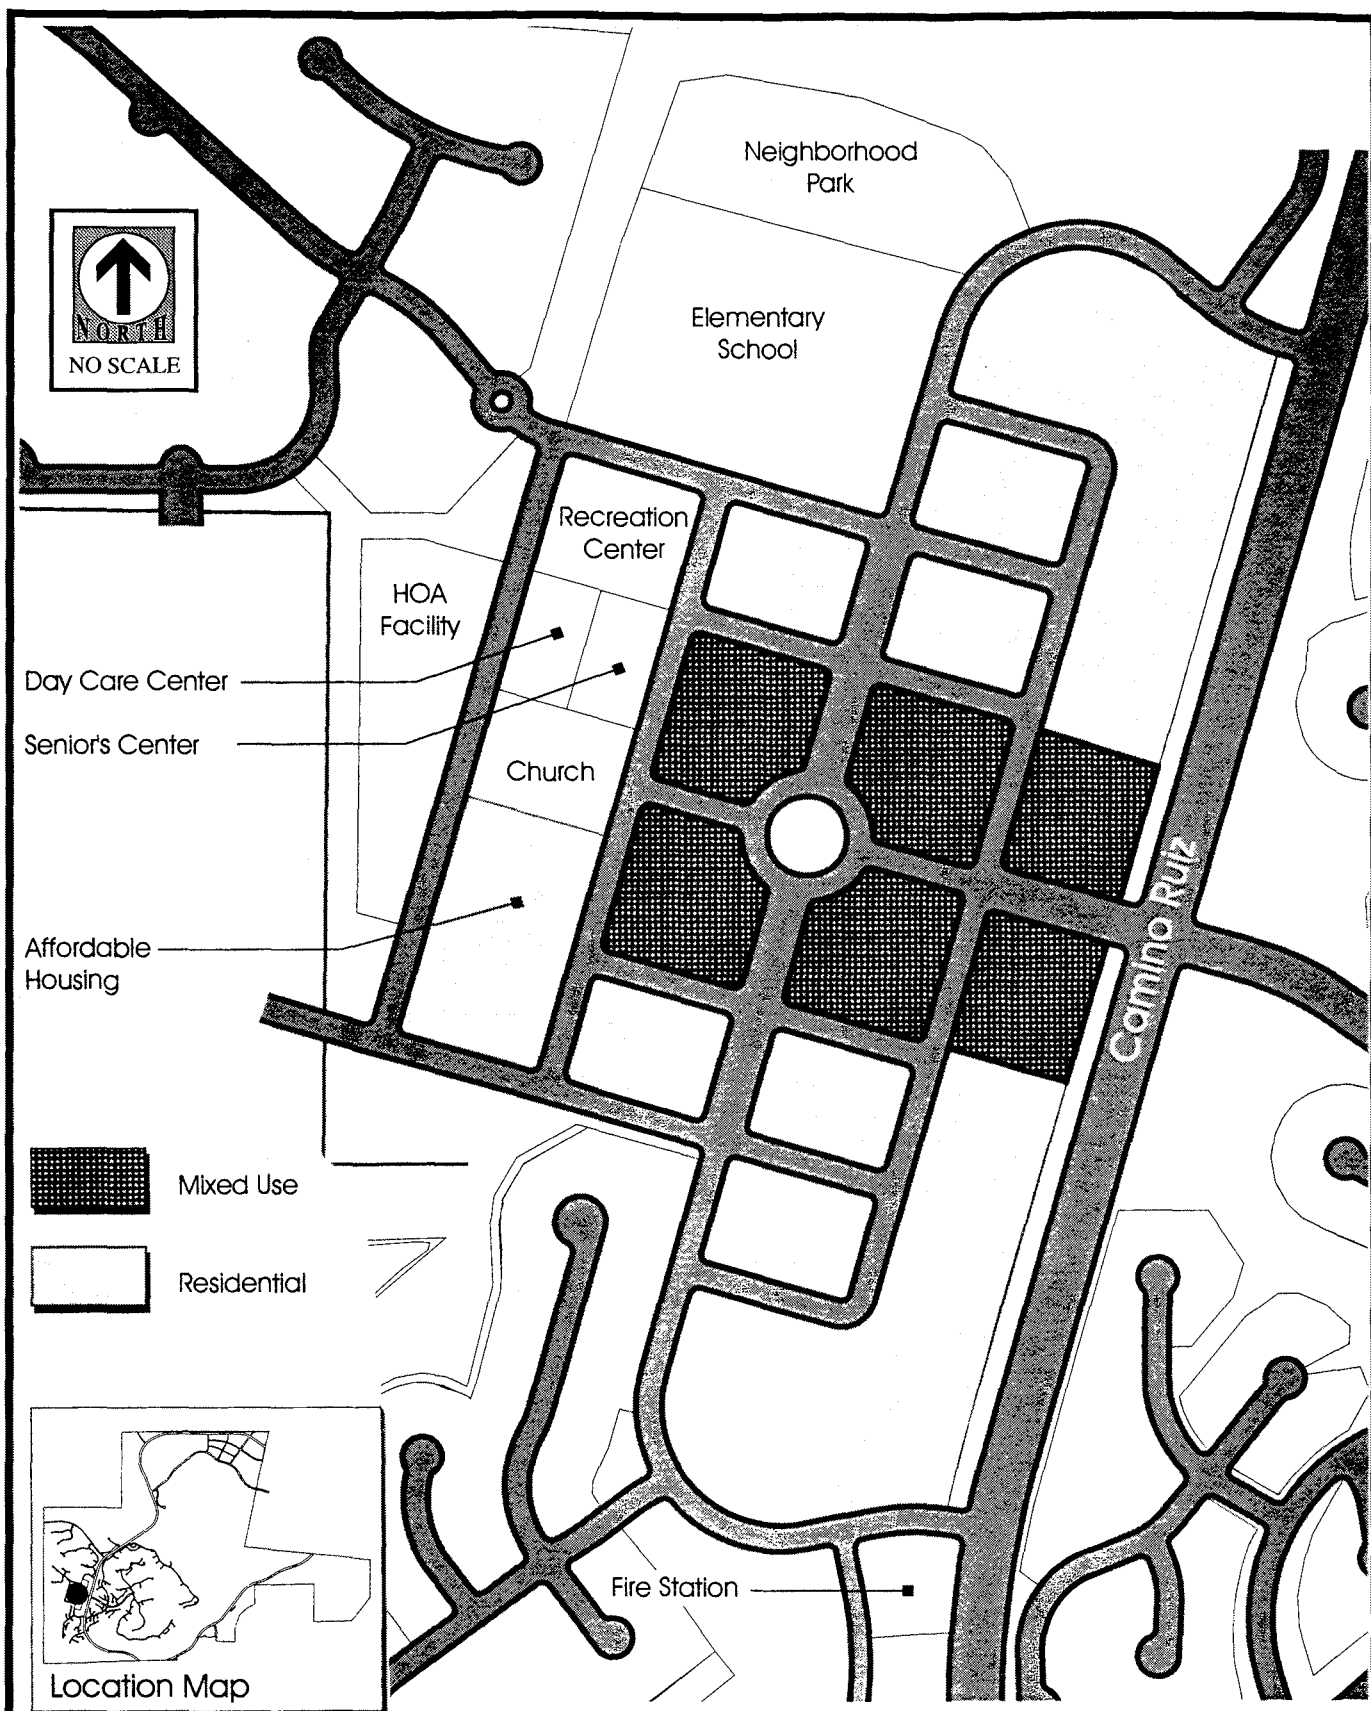 Neighborhood
Park
NORTH
NO SCALE
Elementary
School
Recreation
Center
HOA
Facility
Day Care Center
Senior's Center
Church
Camino Ruiz
Affordable
Housing
Mixed Use
Residential
Fire Station
Location Map